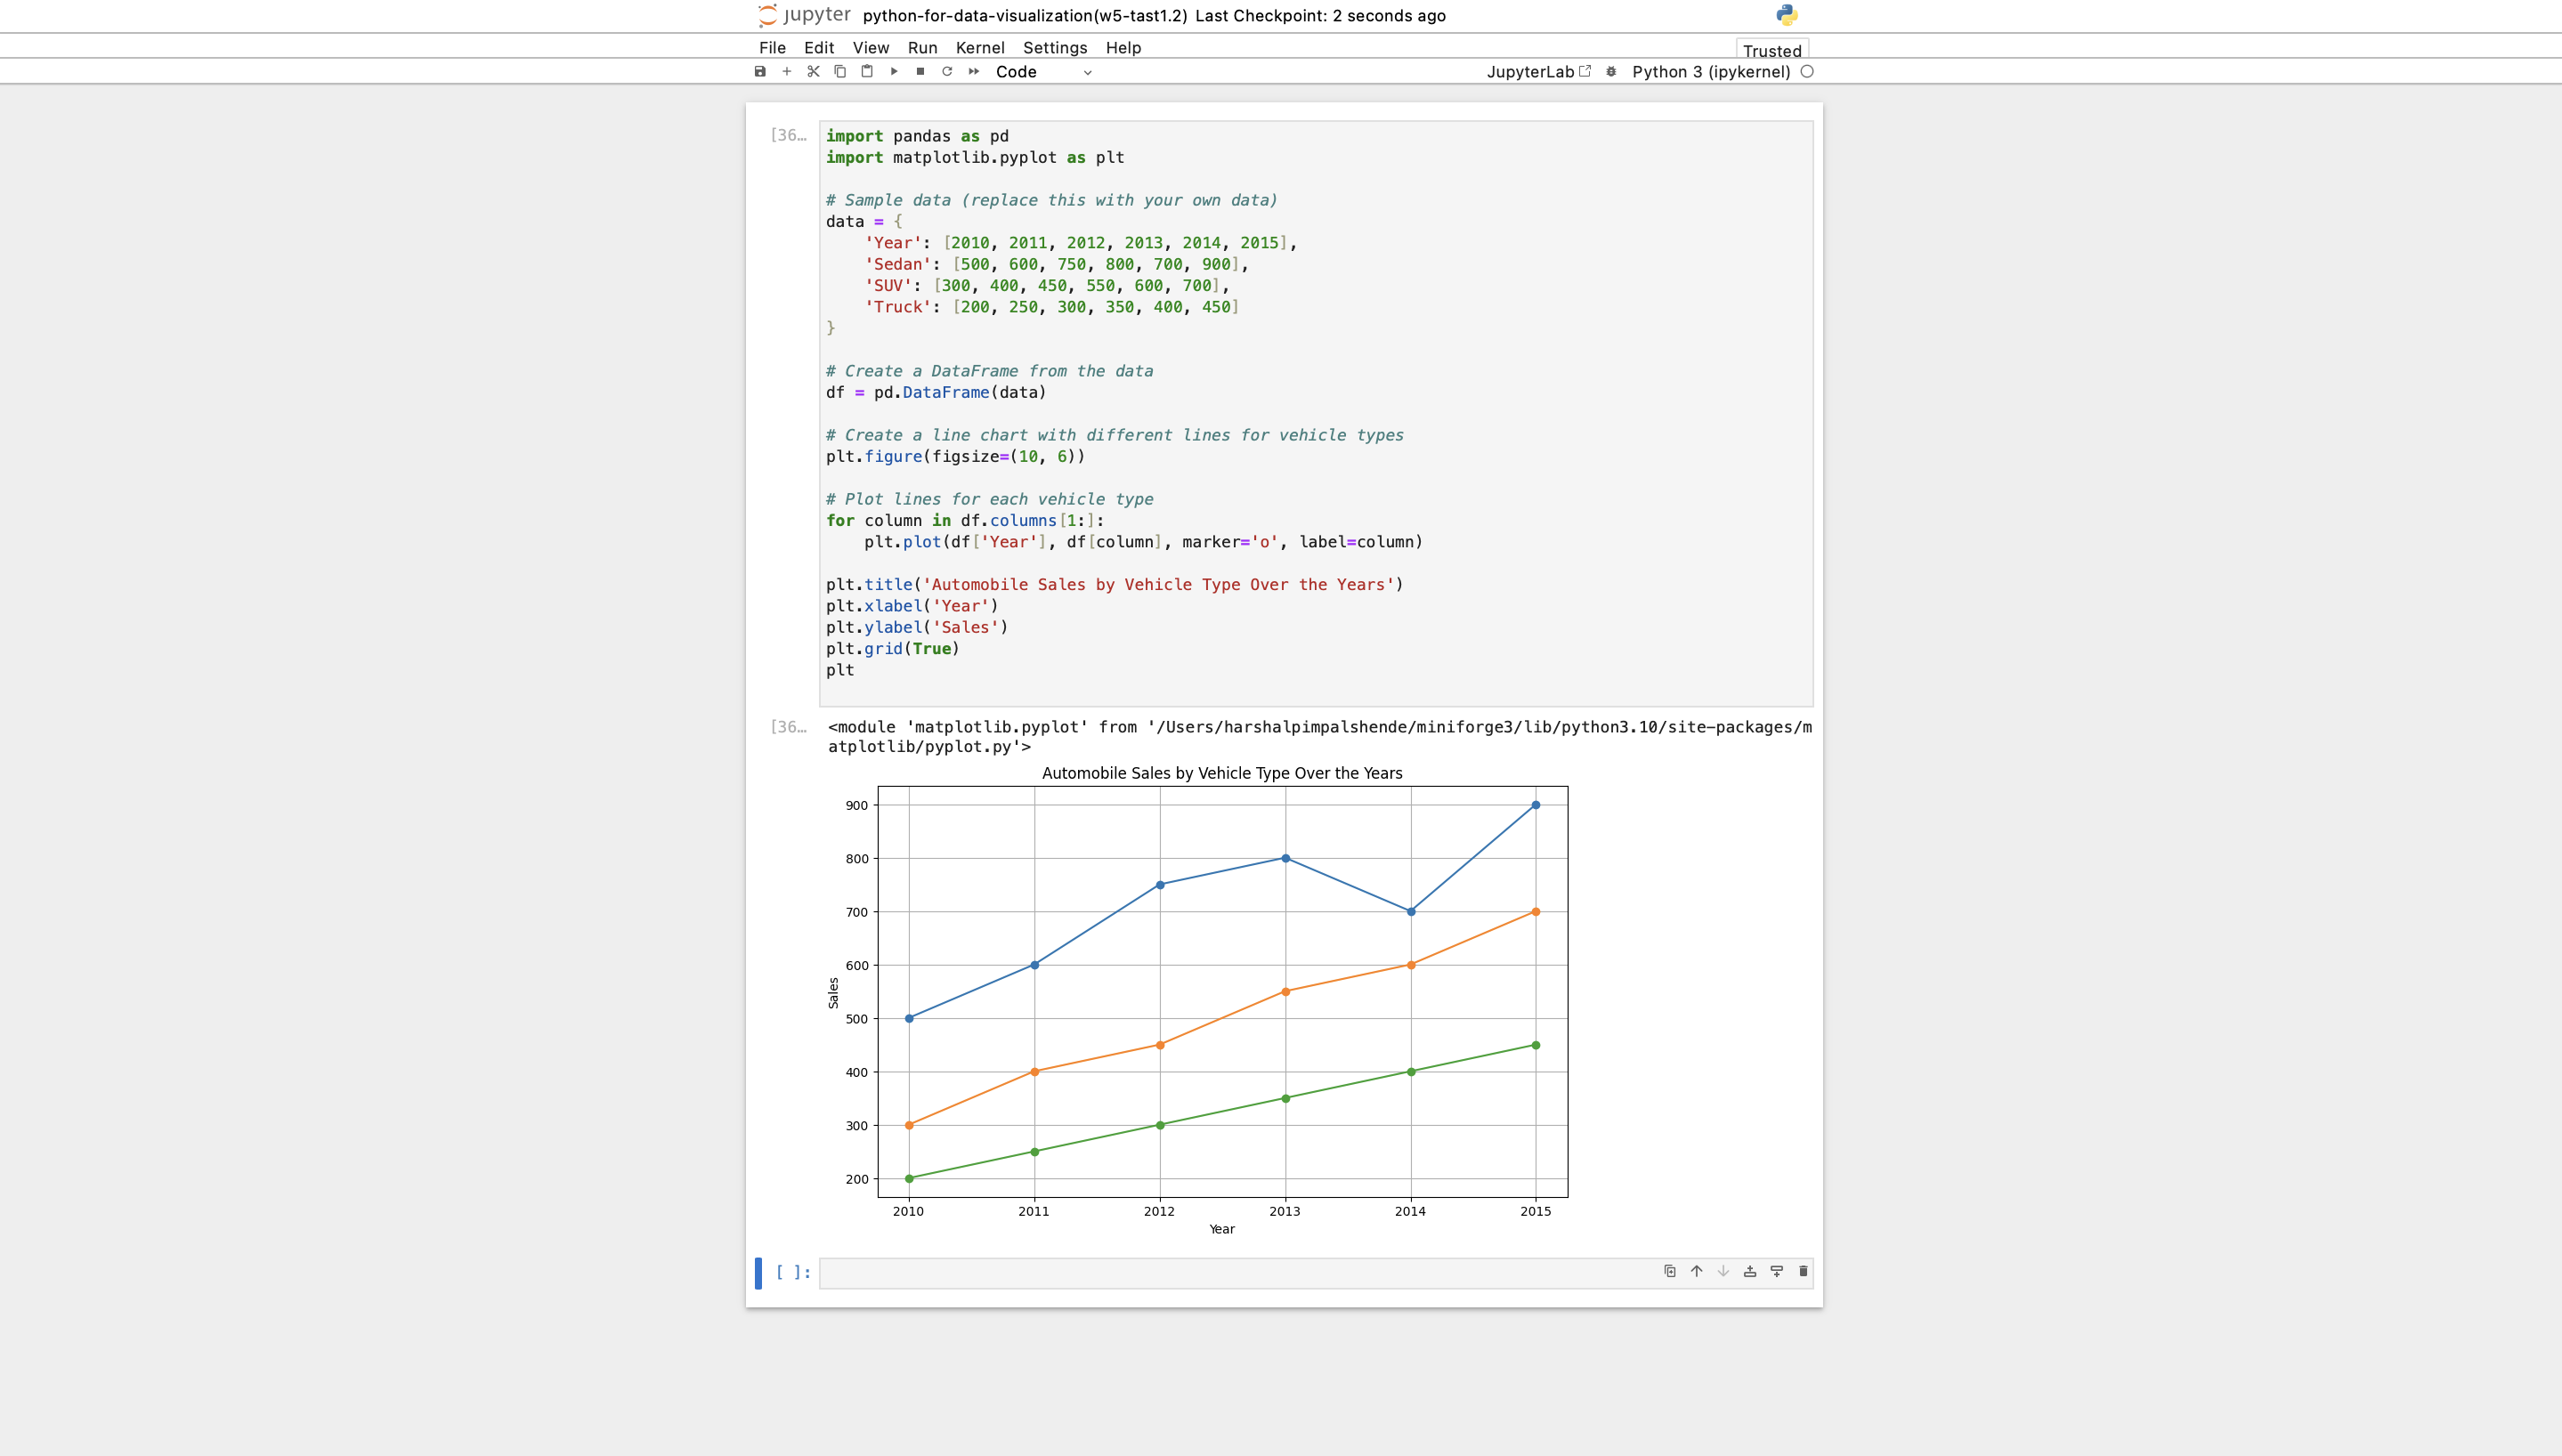 jupyter python-for-data-visualization(w5-tast1.2) Last Checkpoint: 2 seconds ago
File Edit View Run Kernel Settings Help
Trusted
Code
JupyterLab Python 3 (ipykernel)
[36…
import pandas as pd
import matplotlib.pyplot as plt
# Sample data (replace this with your own data)
data = {
    'Year': [2010, 2011, 2012, 2013, 2014, 2015],
    'Sedan': [500, 600, 750, 800, 700, 900],
    'SUV': [300, 400, 450, 550, 600, 700],
    'Truck': [200, 250, 300, 350, 400, 450]
}
# Create a DataFrame from the data
df = pd.DataFrame(data)
# Create a line chart with different lines for vehicle types
plt.figure(figsize=(10, 6))
# Plot lines for each vehicle type
for column in df.columns[1:]:
    plt.plot(df['Year'], df[column], marker='o', label=column)
plt.title('Automobile Sales by Vehicle Type Over the Years')
plt.xlabel('Year')
plt.ylabel('Sales')
plt.grid(True)
plt
[36…
<module 'matplotlib.pyplot' from '/Users/harshalpimpalshende/miniforge3/lib/python3.10/site-packages/m
atplotlib/pyplot.py'>
Automobile Sales by Vehicle Type Over the Years
900
800
700
600
500
400
300
200
Sales
2010 2011 2012 2013 2014 2015
Year
[ ]: